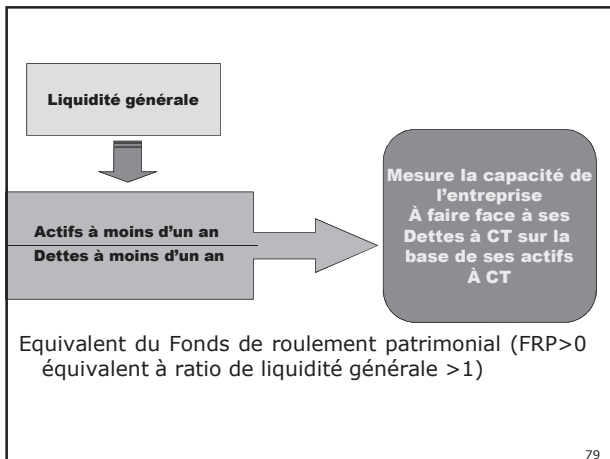 Liquidité générale
Actifs à moins d'un an
Dettes à moins d'un an
Mesure la capacité de
l'entreprise
À faire face à ses
Dettes à CT sur la
base de ses actifs
À CT
Equivalent du Fonds de roulement patrimonial (FRP>0
équivalent à ratio de liquidité générale >1)
79